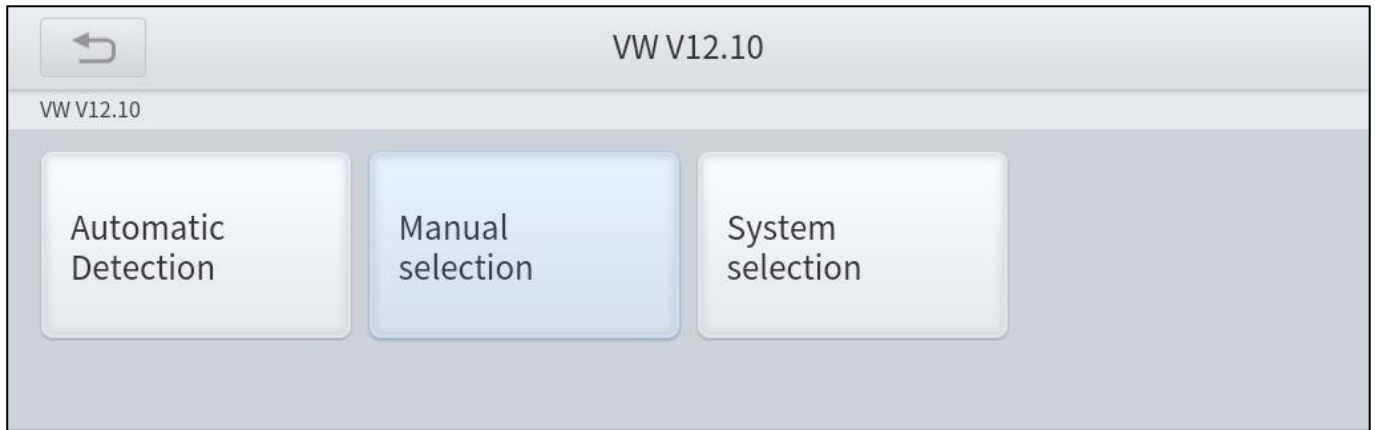 VW V12.10
VW V12.10
Automatic
Detection
Manual
selection
System
selection